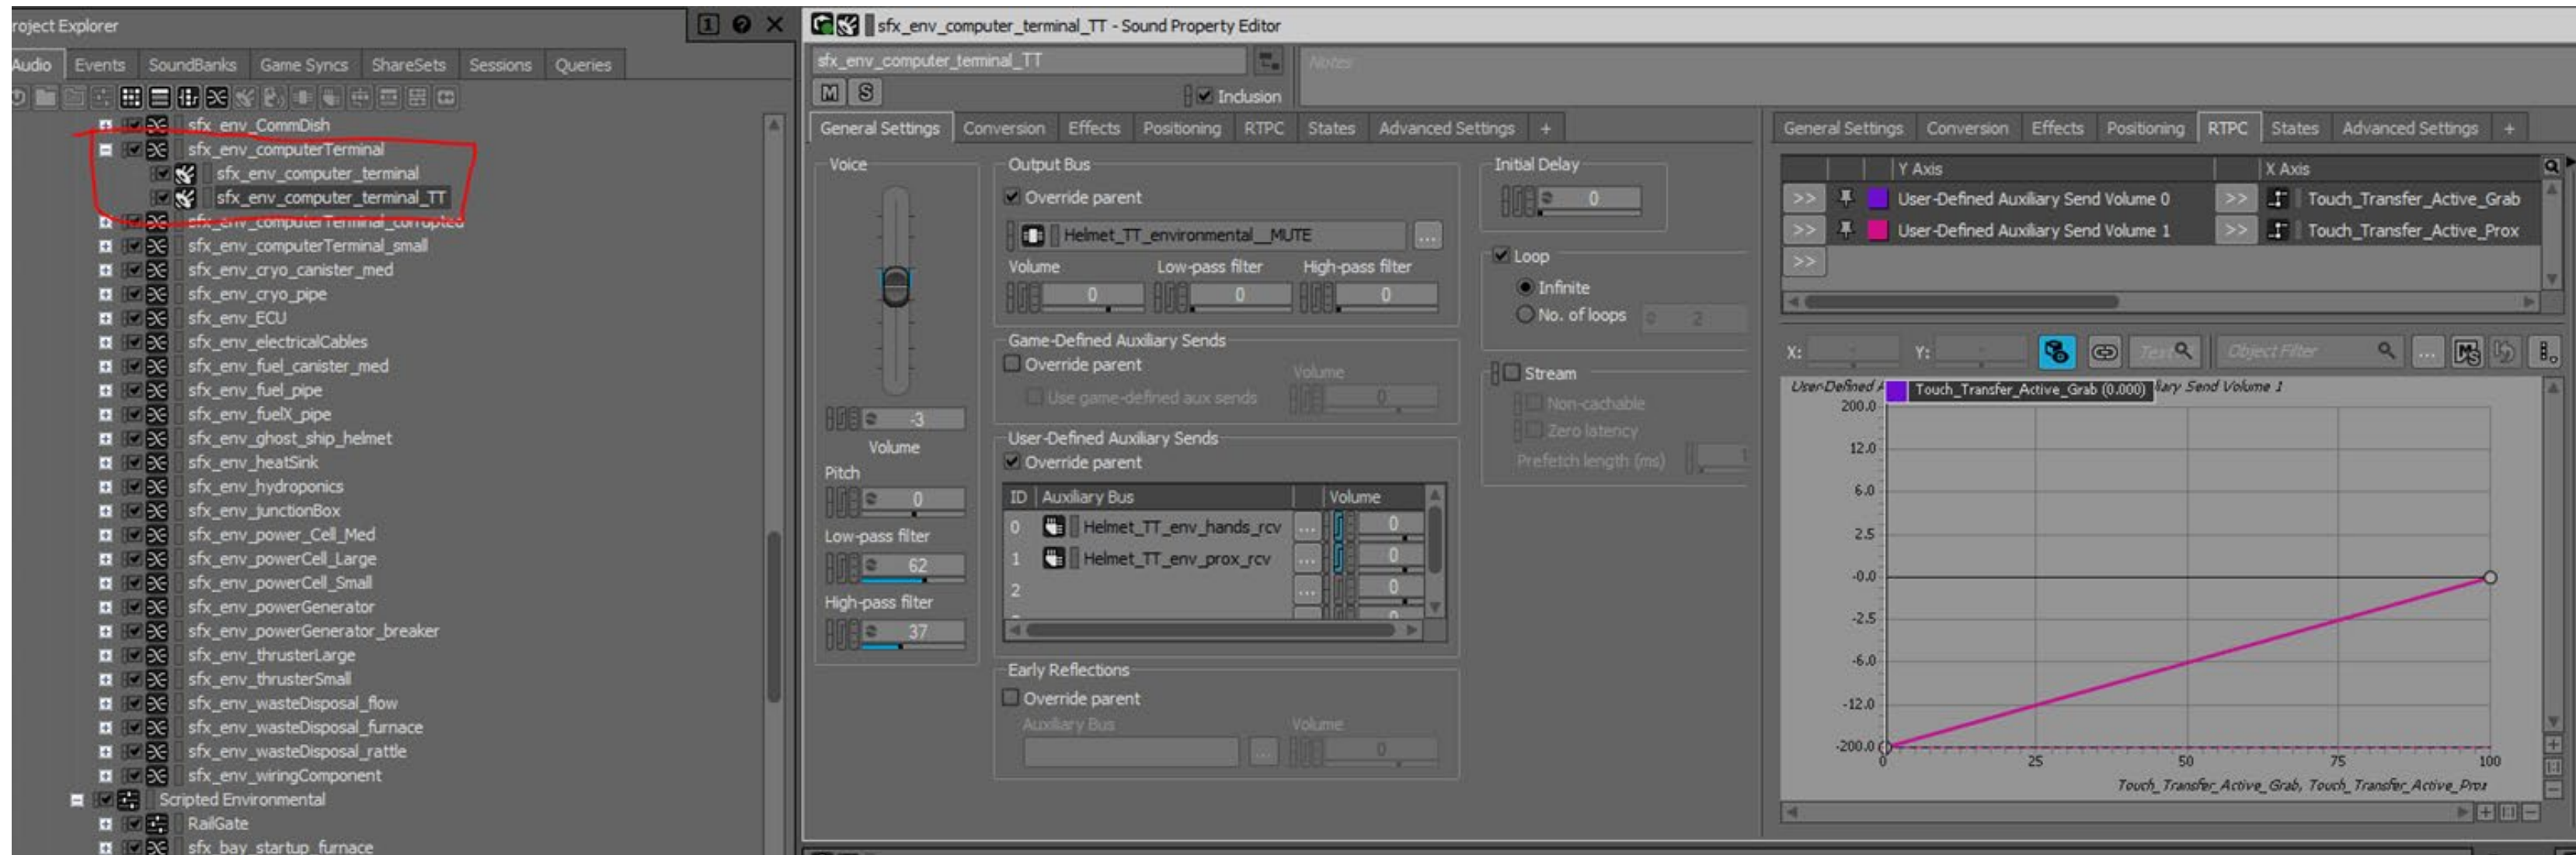 roject Explorer
Audio Events SoundBanks Game Syncs ShareSets Sessions Queries
sfx_env_CommDish
sfx_env_computerTerminal
sfx_env_computer_terminal
sfx_env_computer_terminal_TT
sfx_env_computerTerminal_corrupted
sfx_env_computerTerminal_small
sfx_env_cryo_canister_med
sfx_env_cryo_pipe
sfx_env_ECU
sfx_env_electricalCables
sfx_env_fuel_canister_med
sfx_env_fuel_pipe
sfx_env_fuelX_pipe
sfx_env_ghost_ship_helmet
sfx_env_heatSink
sfx_env_hydroponics
sfx_env_junctionBox
sfx_env_power_Cell_Med
sfx_env_powerCell_Large
sfx_env_powerCell_Small
sfx_env_powerGenerator
sfx_env_powerGenerator_breaker
sfx_env_thrusterLarge
sfx_env_thrusterSmall
sfx_env_wasteDisposal_flow
sfx_env_wasteDisposal_furnace
sfx_env_wasteDisposal_rattle
sfx_env_wiringComponent
Scripted Environmental
RailGate
sfx_bay_startup_furnace
sfx_env_computer_terminal_TT - Sound Property Editor
sfx_env_computer_terminal_TT
Notes
M S
Inclusion
General Settings Conversion Effects Positioning RTPC States Advanced Settings +
Voice
-3
Volume
Pitch
0
Low-pass filter
62
High-pass filter
37
Output Bus
Override parent
Helmet_TT_environmental__MUTE ...
Volume Low-pass filter High-pass filter
0 0 0
Game-Defined Auxiliary Sends
Override parent
Volume
Use game-defined aux sends 0
User-Defined Auxiliary Sends
Override parent
ID Auxiliary Bus Volume
0 Helmet_TT_env_hands_rcv ... 0
1 Helmet_TT_env_prox_rcv ... 0
2 ... 0
Early Reflections
Override parent
Auxiliary Bus Volume
... 0
Initial Delay
0
Loop
Infinite
No. of loops 2
Stream
Non-cachable
Zero latency
Prefetch length (ms)
General Settings Conversion Effects Positioning RTPC States Advanced Settings +
Y Axis X Axis
>> User-Defined Auxiliary Send Volume 0 >> Touch_Transfer_Active_Grab
>> User-Defined Auxiliary Send Volume 1 >> Touch_Transfer_Active_Prox
>>
X: Y: Text Object Filter ...
User-Defined A Touch_Transfer_Active_Grab (0.000) liary Send Volume 1
200.0
12.0
6.0
2.5
-0.0
-2.5
-6.0
-12.0
-200.0
0 25 50 75 100
Touch_Transfer_Active_Grab, Touch_Transfer_Active_Prox